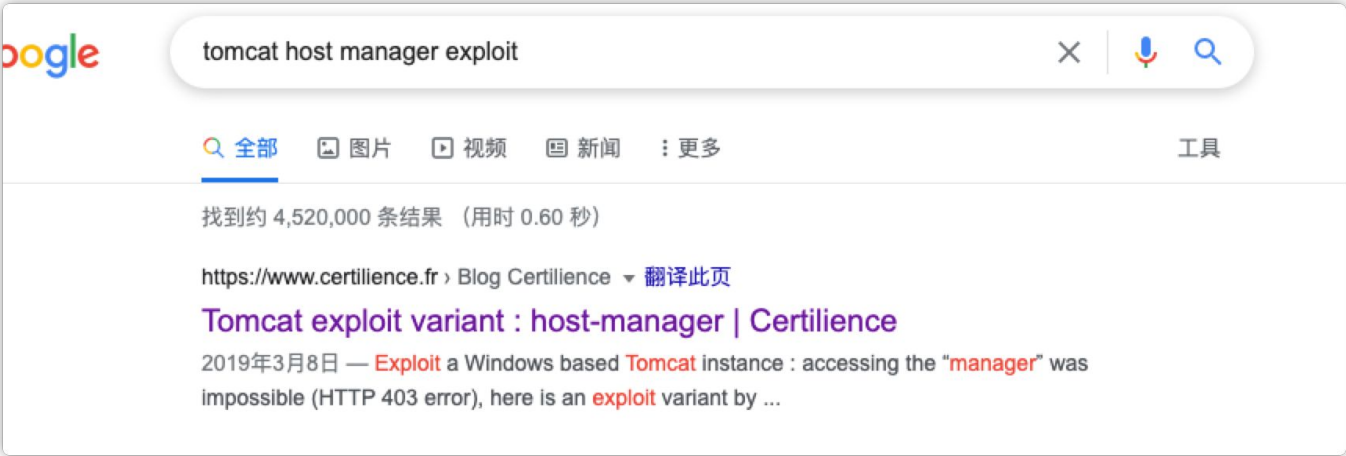 oogle
tomcat host manager exploit
全部 图片 视频 新闻 更多 工具
找到约 4,520,000 条结果 （用时 0.60 秒）
https://www.certilience.fr › Blog Certilience 翻译此页
Tomcat exploit variant : host-manager | Certilience
2019年3月8日 — Exploit a Windows based Tomcat instance : accessing the “manager” was
impossible (HTTP 403 error), here is an exploit variant by ...